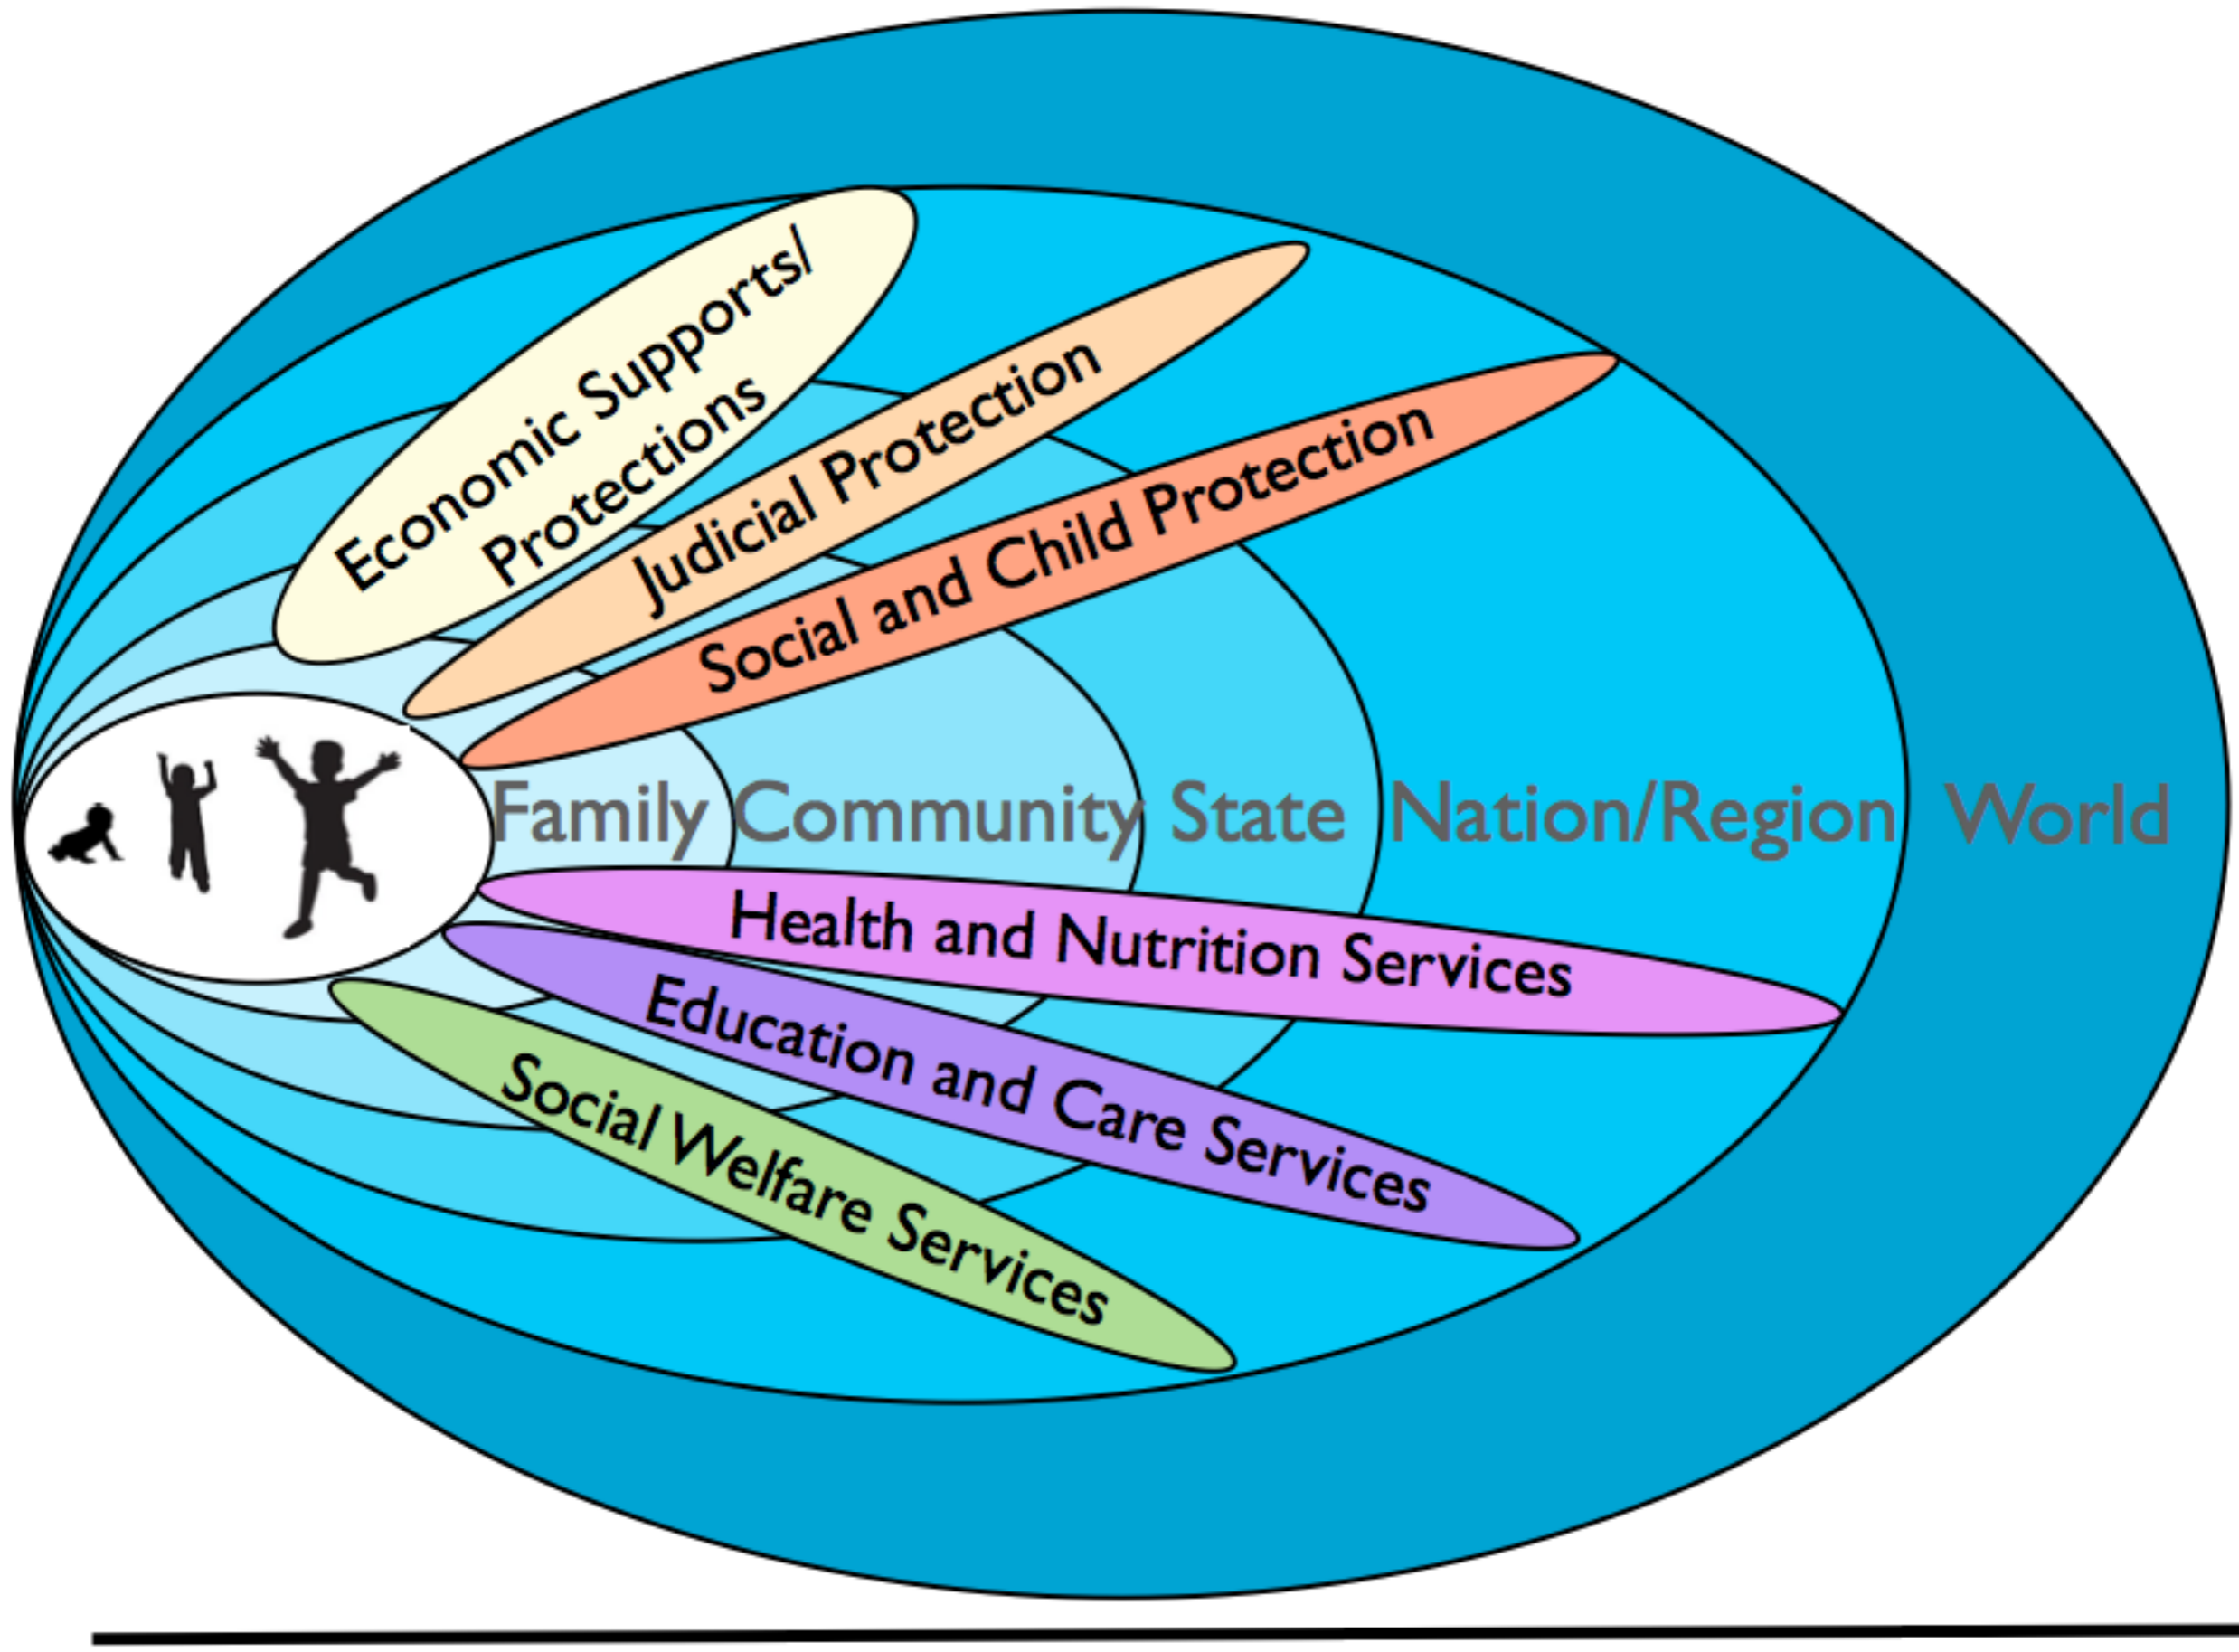 Economic Supports/
Protections
Judicial Protection
Social and Child Protection
Family Community State Nation/Region World
Health and Nutrition Services
Education and Care Services
Social Welfare Services